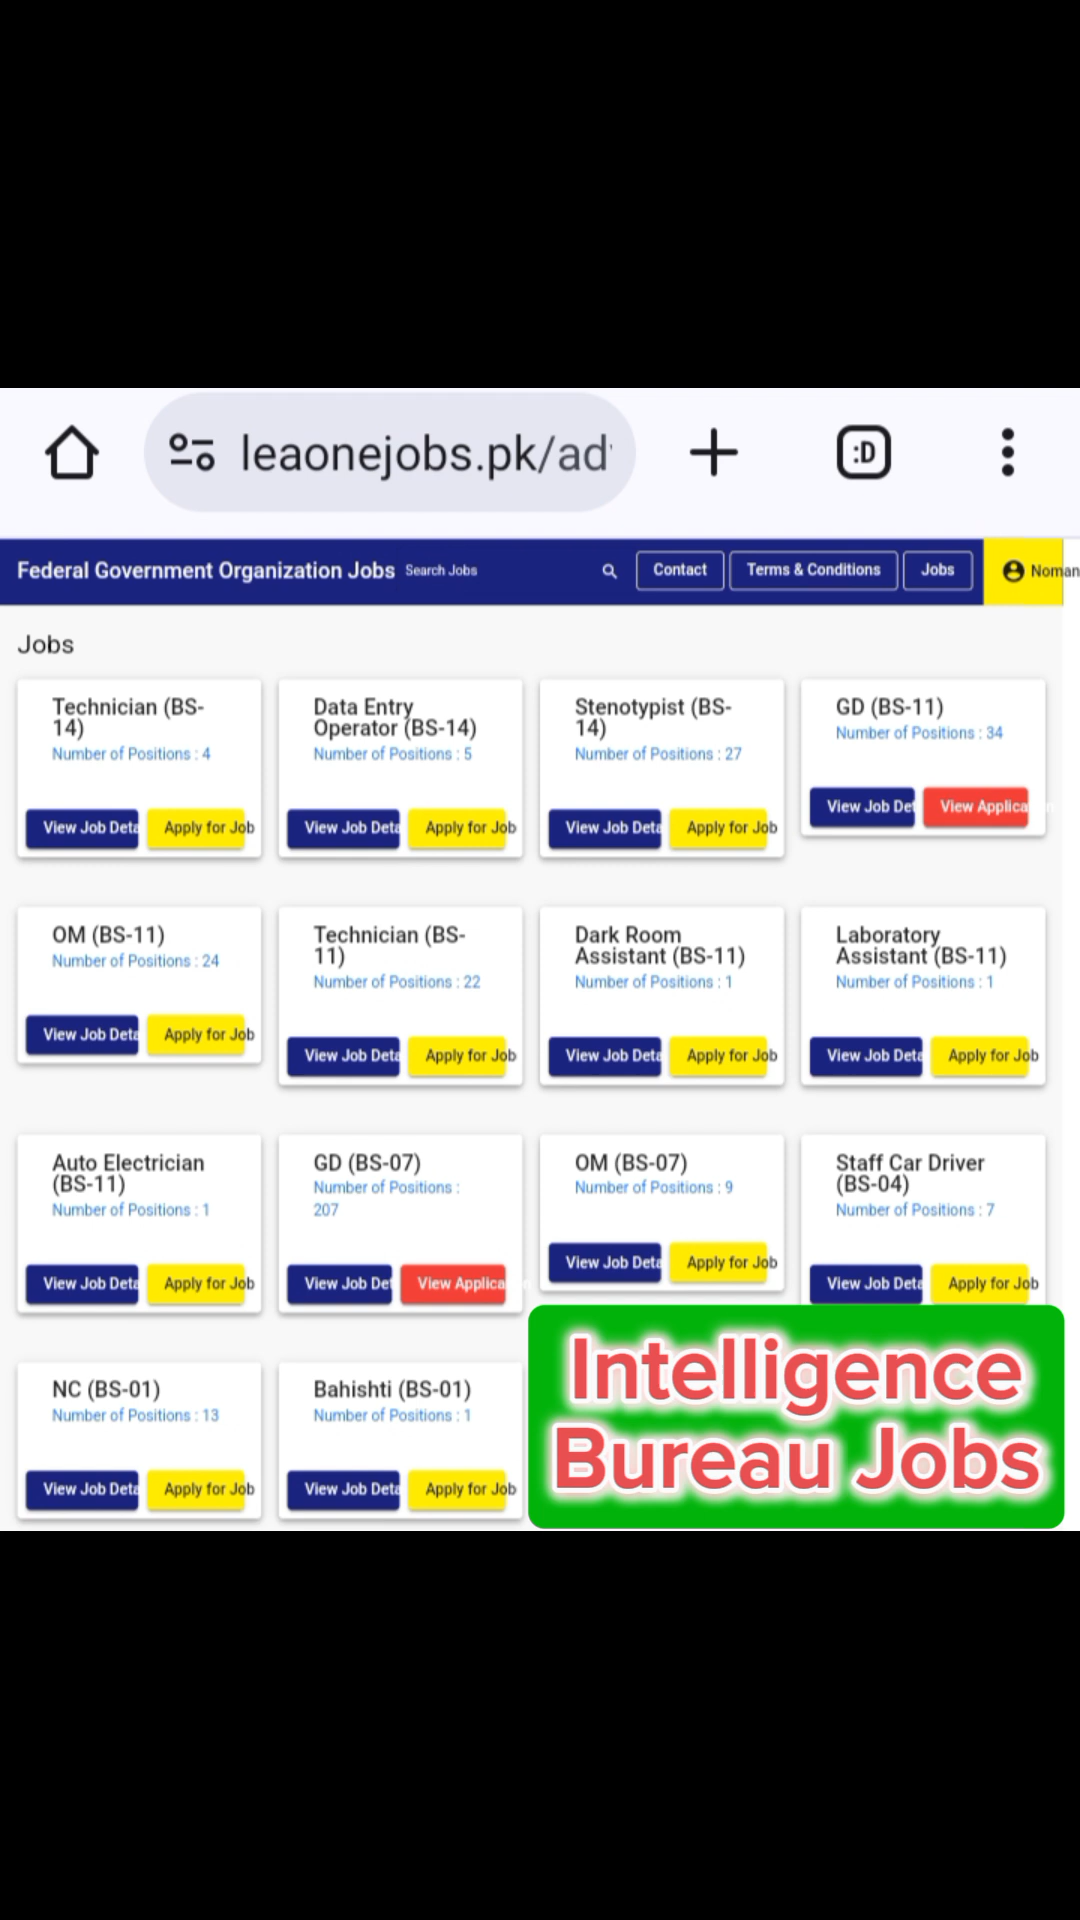 leaonejobs.pk/ad
:D
Federal Government Organization Jobs Search Jobs Contact Terms & Conditions Jobs Noman
Jobs
Technician (BS-
14)
Number of Positions : 4
View Job Deta Apply for Job
Data Entry
Operator (BS-14)
Number of Positions : 5
View Job Deta Apply for Job
Stenotypist (BS-
14)
Number of Positions : 27
View Job Deta Apply for Job
GD (BS-11)
Number of Positions : 34
View Job Det View Applica
OM (BS-11)
Number of Positions : 24
View Job Deta Apply for Job
Technician (BS-
11)
Number of Positions : 22
View Job Deta Apply for Job
Dark Room
Assistant (BS-11)
Number of Positions : 1
View Job Deta Apply for Job
Laboratory
Assistant (BS-11)
Number of Positions : 1
View Job Deta Apply for Job
Auto Electrician
(BS-11)
Number of Positions : 1
View Job Deta Apply for Job
GD (BS-07)
Number of Positions :
207
View Job Det View Applica
OM (BS-07)
Number of Positions : 9
View Job Deta Apply for Job
Staff Car Driver
(BS-04)
Number of Positions : 7
View Job Deta Apply for Job
NC (BS-01)
Number of Positions : 13
View Job Deta Apply for Job
Bahishti (BS-01)
Number of Positions : 1
View Job Deta Apply for Job
Intelligence
Bureau Jobs